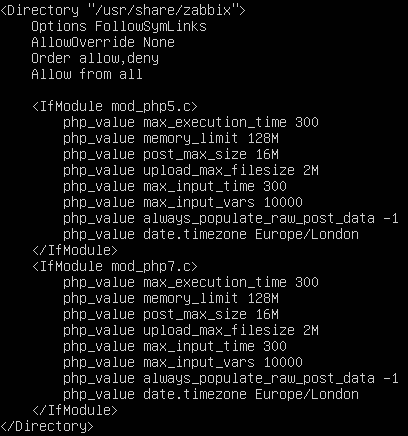 <Directory "/usr/share/zabbix">
    Options FollowSymLinks
    AllowOverride None
    Order allow,deny
    Allow from all

    <IfModule mod_php5.c>
        php_value max_execution_time 300
        php_value memory_limit 128M
        php_value post_max_size 16M
        php_value upload_max_filesize 2M
        php_value max_input_time 300
        php_value max_input_vars 10000
        php_value always_populate_raw_post_data -1
        php_value date.timezone Europe/London
    </IfModule>
    <IfModule mod_php7.c>
        php_value max_execution_time 300
        php_value memory_limit 128M
        php_value post_max_size 16M
        php_value upload_max_filesize 2M
        php_value max_input_time 300
        php_value max_input_vars 10000
        php_value always_populate_raw_post_data -1
        php_value date.timezone Europe/London
    </IfModule>
</Directory>